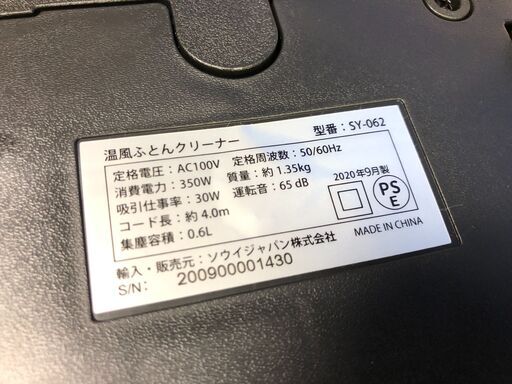 温風ふとんクリーナー 型番：SY-062
定格電圧：AC100V 定格周波数：50/60Hz
消費電力：350W 質量：約 1.35kg
吸引仕事率：30W 運転音：65 dB
コード長：約 4.0m
集塵容積：0.6L
2020年9月製
PS
E
MADE IN CHINA
輸入・販売元：ソウイジャパン株式会社
S/N: 200900001430